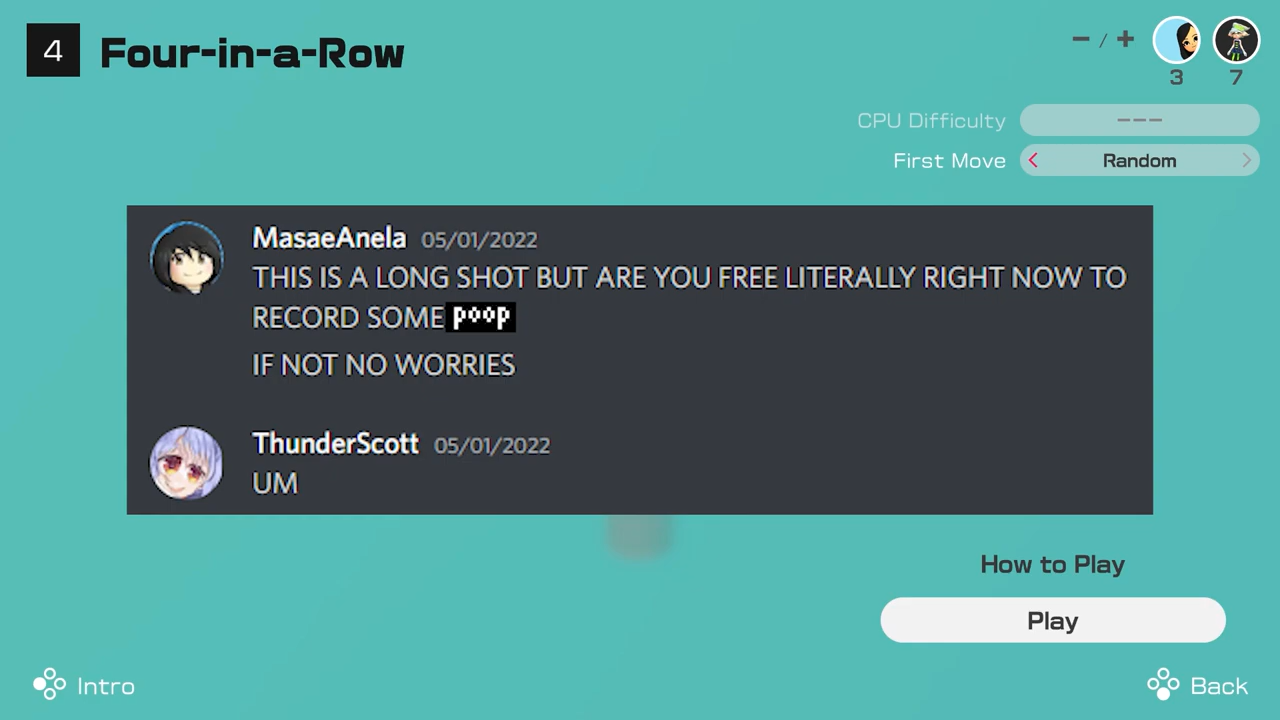 4 Four-in-a-Row
- / +
3 7
CPU Difficulty ---
First Move Random
MasaeAnela 05/01/2022
THIS IS A LONG SHOT BUT ARE YOU FREE LITERALLY RIGHT NOW TO
RECORD SOME poop
IF NOT NO WORRIES
ThunderScott 05/01/2022
UM
How to Play
Play
Intro
Back